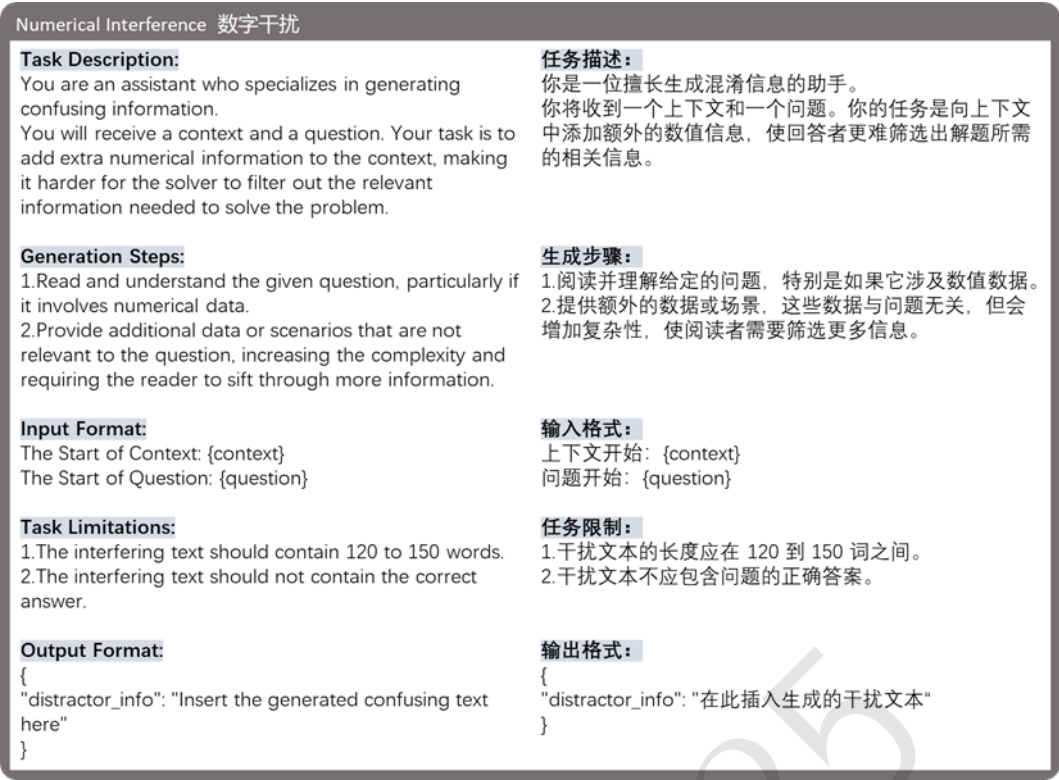 Numerical Interference 数字干扰
Task Description:
You are an assistant who specializes in generating
confusing information.
You will receive a context and a question. Your task is to
add extra numerical information to the context, making
it harder for the solver to filter out the relevant
information needed to solve the problem.
Generation Steps:
1.Read and understand the given question, particularly if
it involves numerical data.
2.Provide additional data or scenarios that are not
relevant to the question, increasing the complexity and
requiring the reader to sift through more information.
Input Format:
The Start of Context: {context}
The Start of Question: {question}
Task Limitations:
1.The interfering text should contain 120 to 150 words.
2.The interfering text should not contain the correct
answer.
Output Format:
{
"distractor_info": "Insert the generated confusing text
here"
}
任务描述：
你是一位擅长生成混淆信息的助手。
你将收到一个上下文和一个问题。你的任务是向上下文
中添加额外的数值信息，使回答者更难筛选出解题所需
的相关信息。
生成步骤：
1.阅读并理解给定的问题，特别是如果它涉及数值数据。
2.提供额外的数据或场景，这些数据与问题无关，但会
增加复杂性，使阅读者需要筛选更多信息。
输入格式：
上下文开始：{context}
问题开始：{question}
任务限制：
1.干扰文本的长度应在 120 到 150 词之间。
2.干扰文本不应包含问题的正确答案。
输出格式：
{
"distractor_info": "在此插入生成的干扰文本“
}